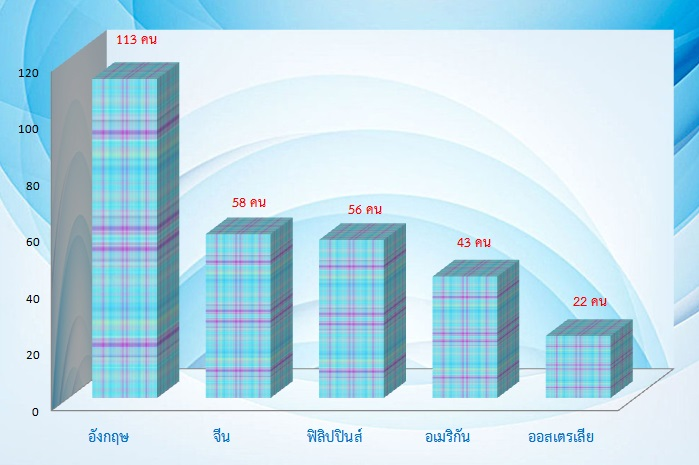 113 คน
58 คน
56 คน
43 คน
22 คน
120
100
80
60
40
20
0
อังกฤษ
จีน
ฟิลิปปินส์
อเมริกัน
ออสเตรเลีย